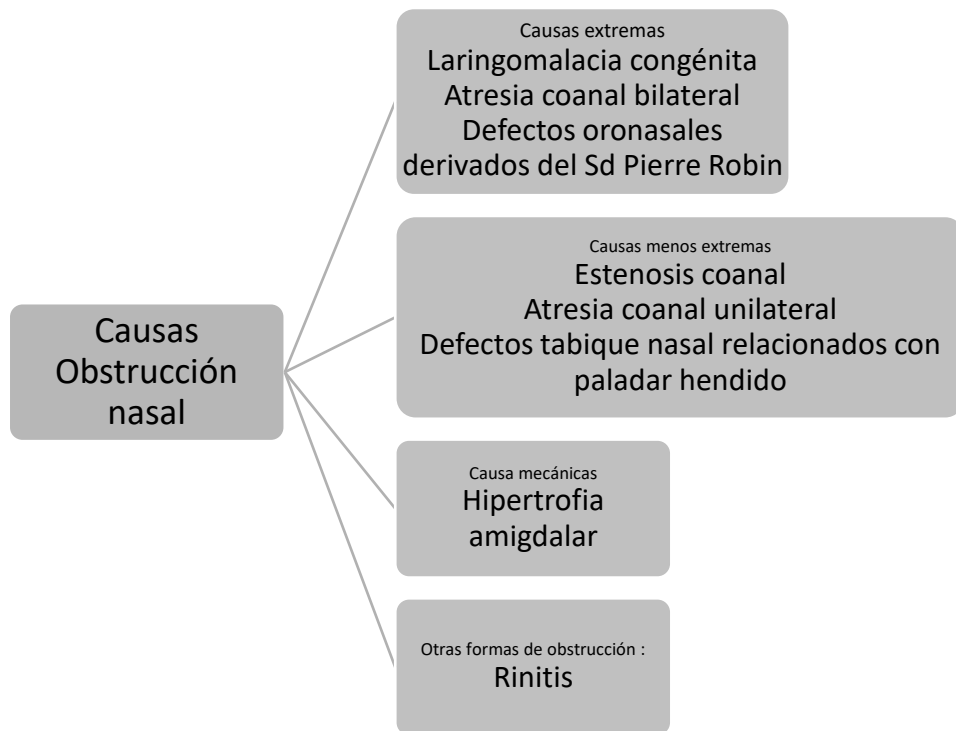 Causas
Obstrucción
nasal
Causas extremas
Laringomalacia congénita
Atresia coanal bilateral
Defectos oronasales
derivados del Sd Pierre Robin
Causas menos extremas
Estenosis coanal
Atresia coanal unilateral
Defectos tabique nasal relacionados con
paladar hendido
Causa mecánicas
Hipertrofia
amigdalar
Otras formas de obstrucción :
Rinitis